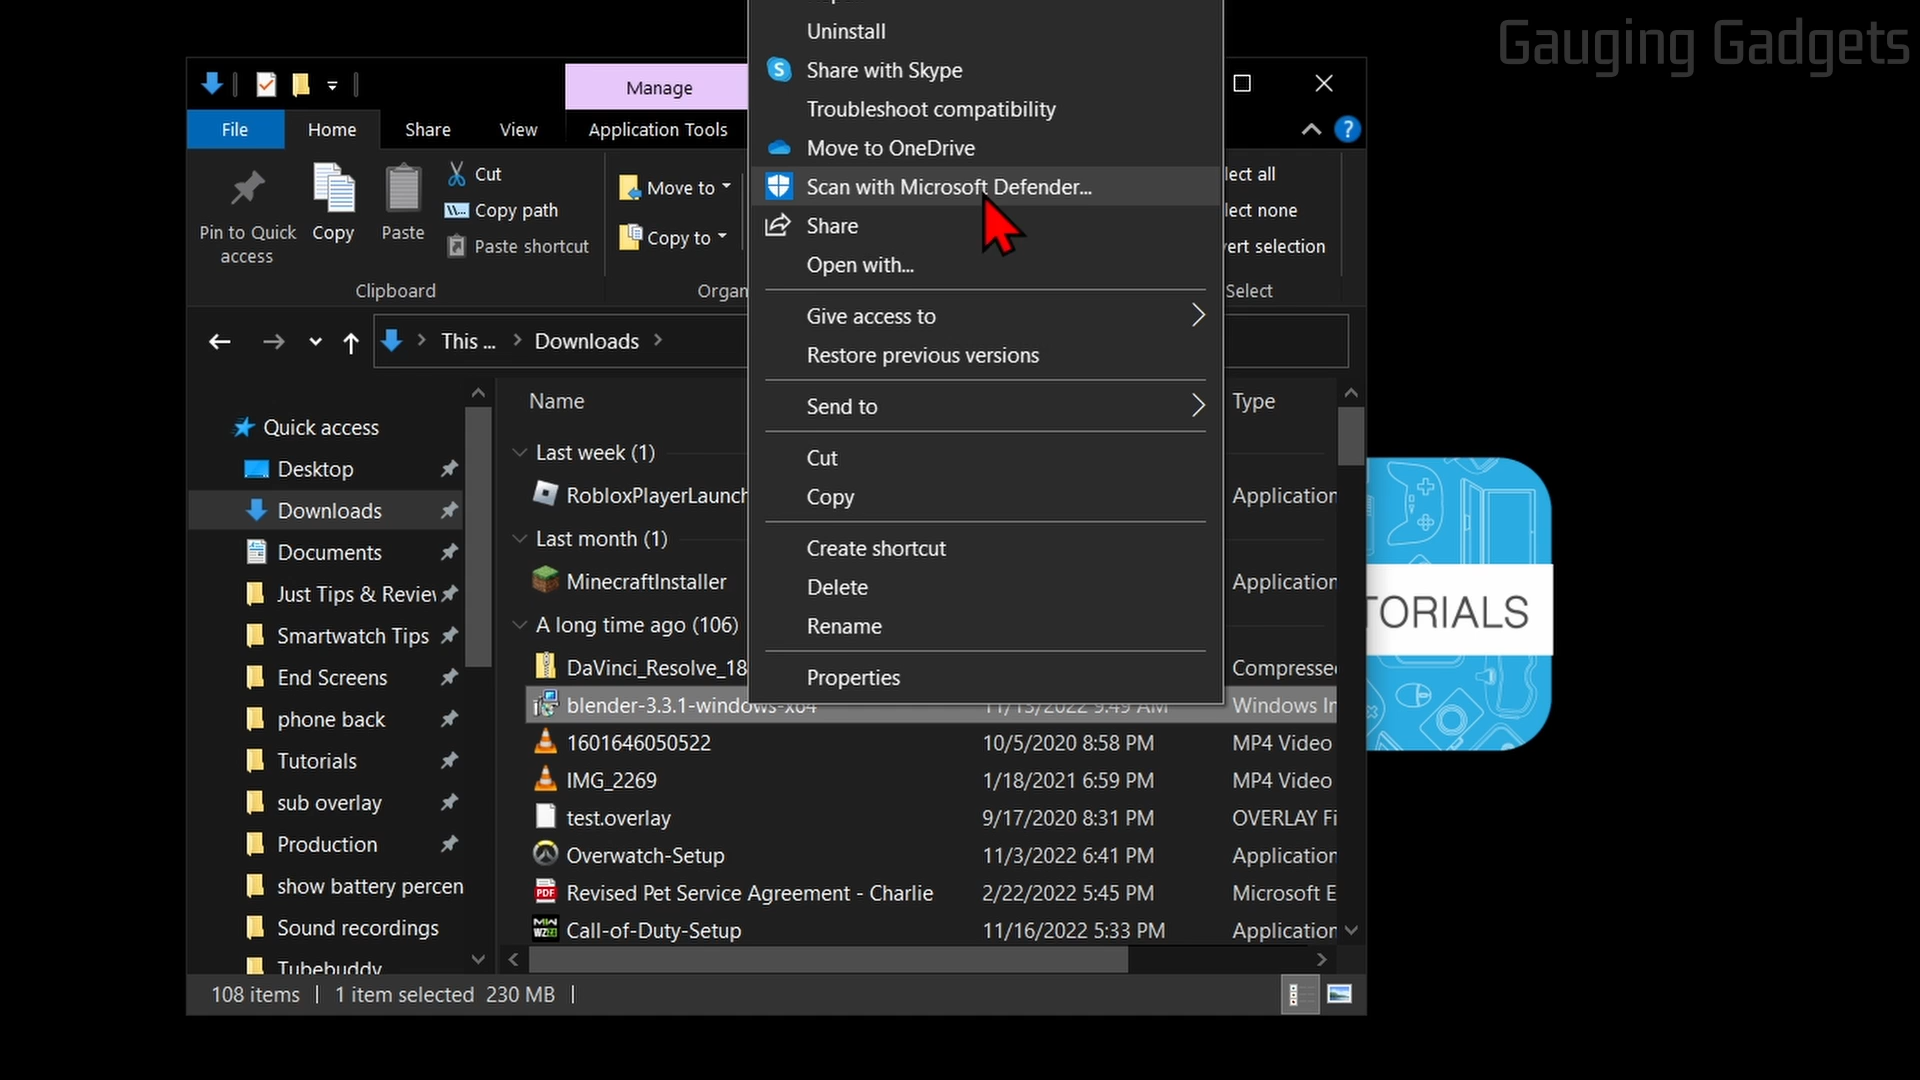 Gauging Gadgets
Manage
File
Home
Share
View
Application Tools
Pin to Quick
access
Copy
Paste
Cut
Copy path
Paste shortcut
Clipboard
Move to
Copy to
Organ
lect all
lect none
vert selection
Select
This ...
Downloads
Uninstall
Share with Skype
Troubleshoot compatibility
Move to OneDrive
Scan with Microsoft Defender...
Share
Open with...
Give access to
Restore previous versions
Send to
Cut
Copy
Create shortcut
Delete
Rename
Properties
Quick access
Desktop
Downloads
Documents
Just Tips & Review
Smartwatch Tips
End Screens
phone back
Tutorials
sub overlay
Production
show battery percen
Sound recordings
Tubebuddy
Name
Type
Last week (1)
RobloxPlayerLaunch
Application
Last month (1)
MinecraftInstaller
Application
A long time ago (106)
DaVinci_Resolve_18
Compressed
blender-3.3.1-windows-x64 11/13/2022 9:49 AM Windows In
1601646050522 10/5/2020 8:58 PM MP4 Video
IMG_2269 1/18/2021 6:59 PM MP4 Video
test.overlay 9/17/2020 8:31 PM OVERLAY Fi
Overwatch-Setup 11/3/2022 6:41 PM Application
Revised Pet Service Agreement - Charlie 2/22/2022 5:45 PM Microsoft E
Call-of-Duty-Setup 11/16/2022 5:33 PM Application
108 items
1 item selected 230 MB
TORIALS